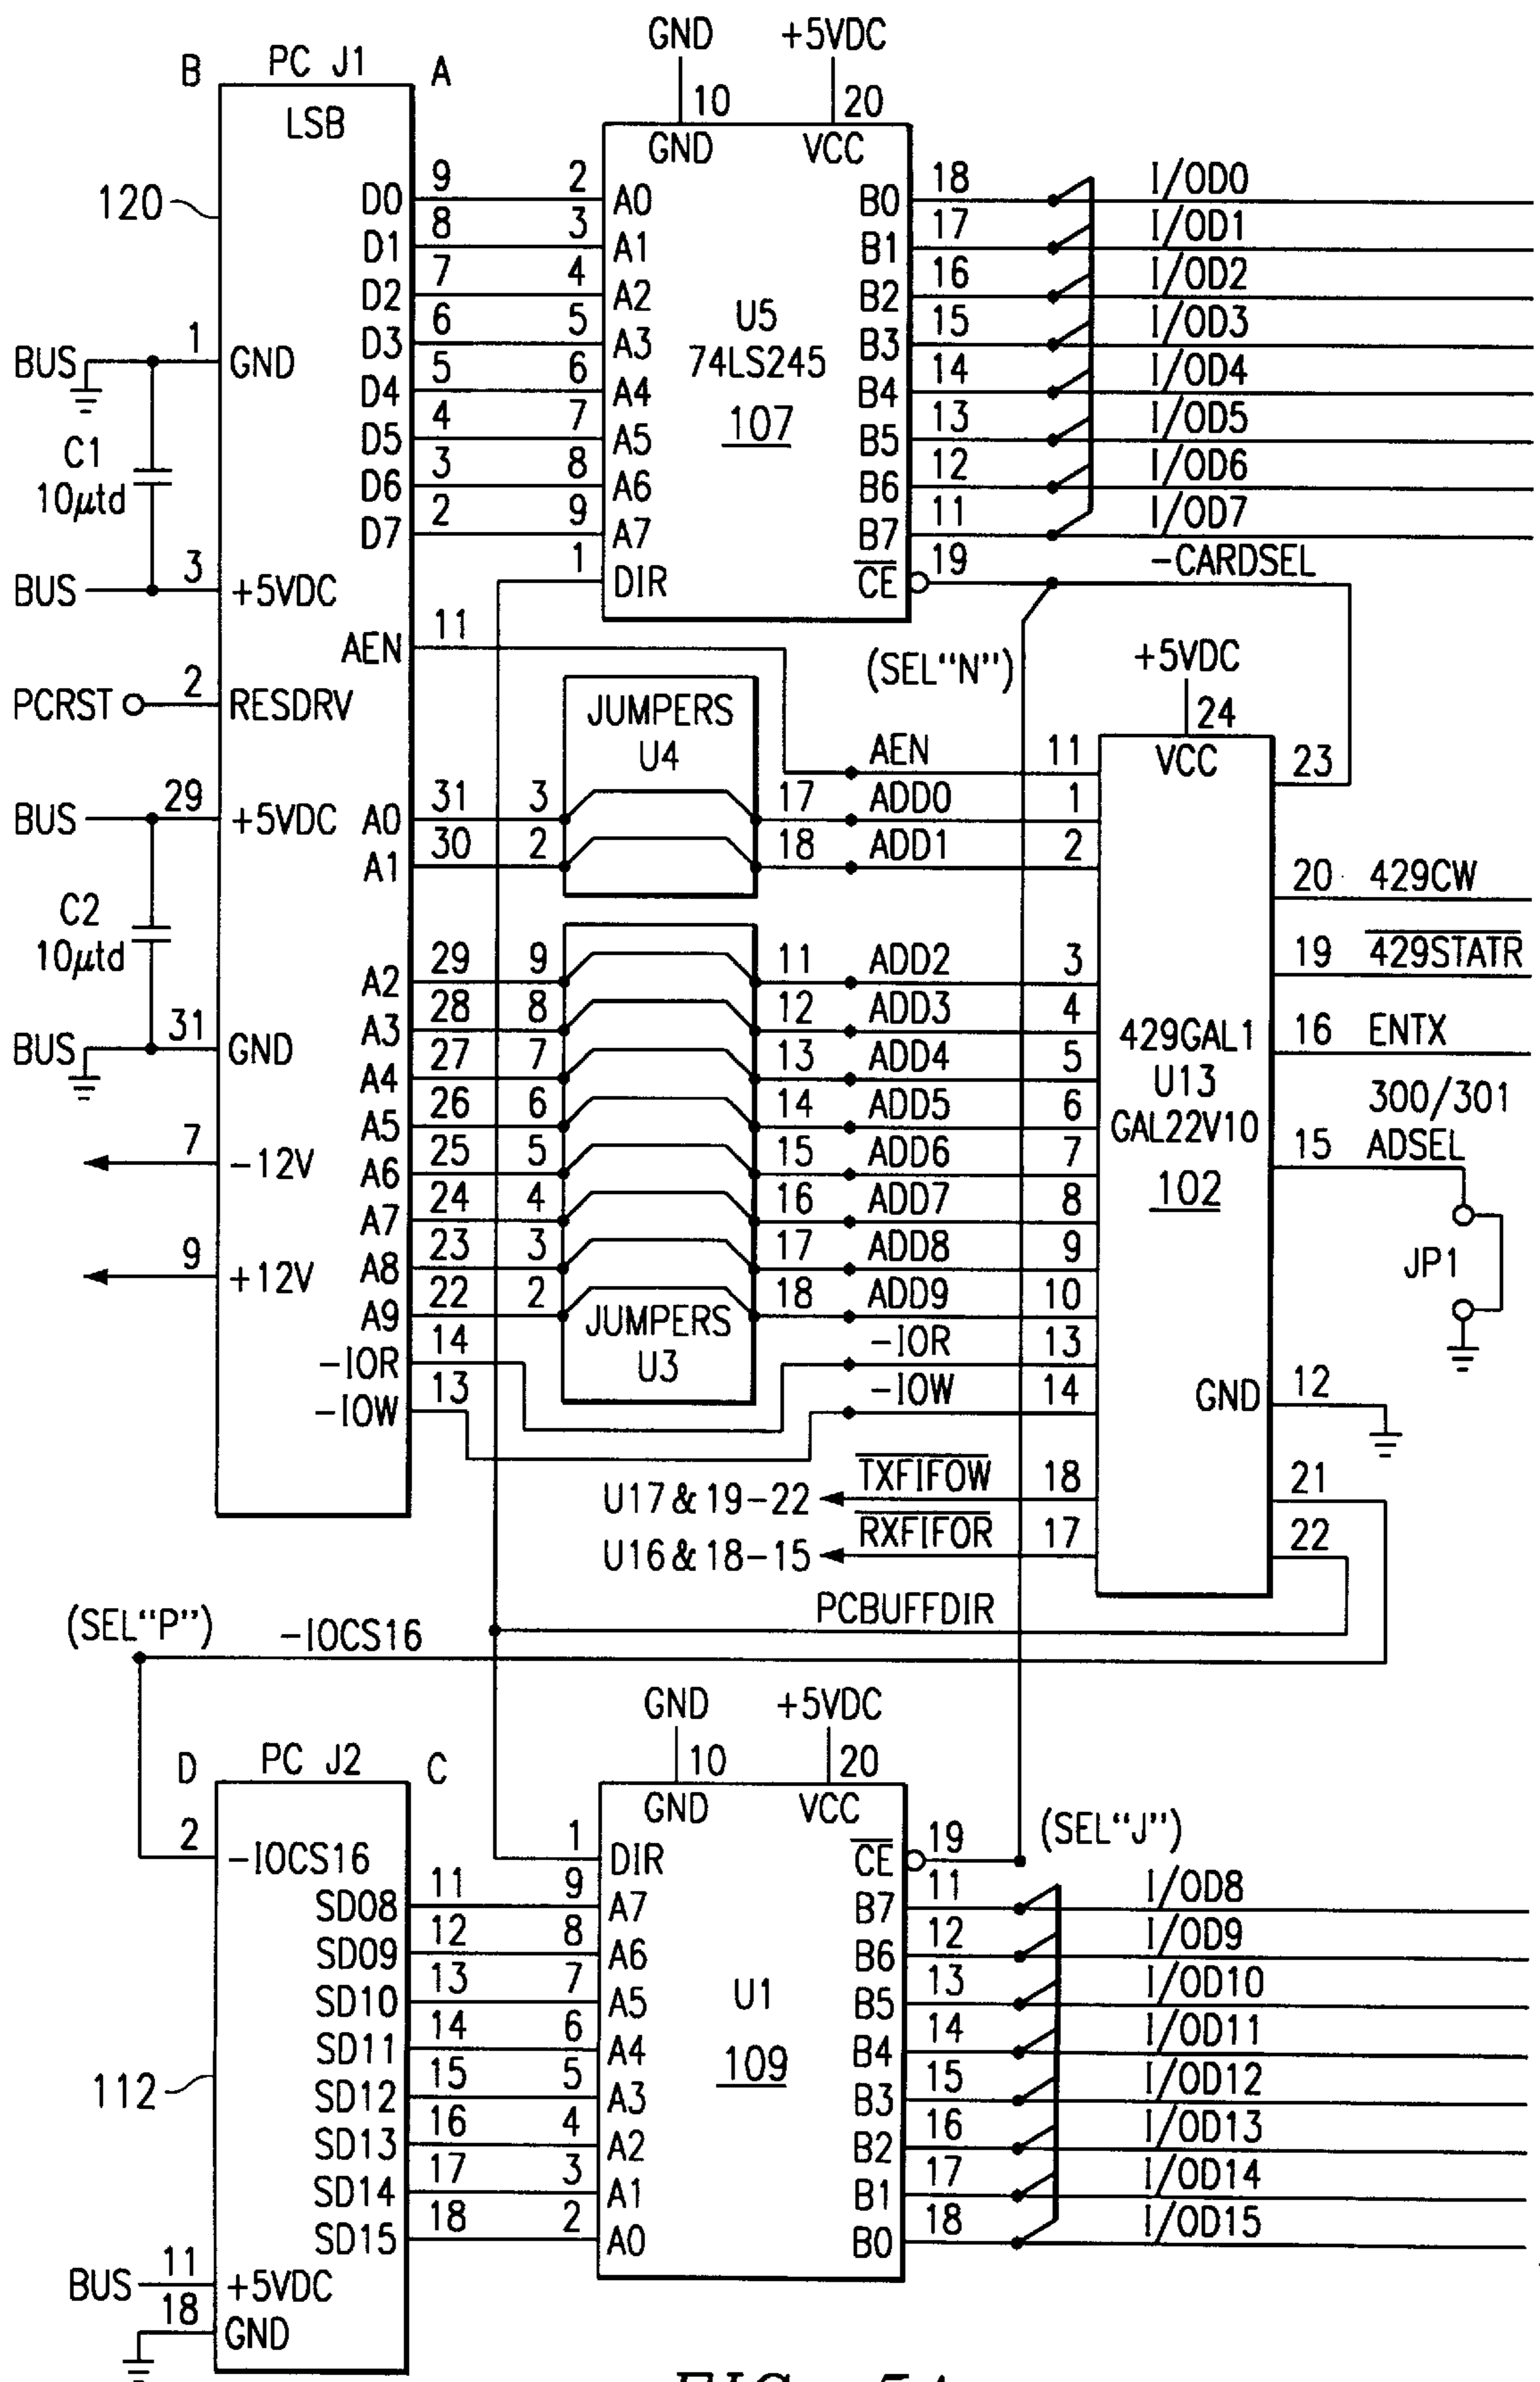 GND +5VDC
B PC J1 A
LSB
10 20
GND VCC
120
D0 9 2 A0 B0 18 I/OD0
D1 8 3 A1 B1 17 I/OD1
D2 7 4 A2 B2 16 I/OD2
U5
BUS 1 GND D3 6 5 A3 B3 15 I/OD3
74LS245
D4 5 6 A4 B4 14 I/OD4
107
C1
D5 4 7 A5 B5 13 I/OD5
10µtd
D6 3 8 A6 B6 12 I/OD6
D7 2 9 A7 B7 11 I/OD7
BUS 3 +5VDC 1 DIR CE 19 -CARDSEL
AEN 11 (SEL"N") +5VDC
24
PCRST 2 RESDRV JUMPERS
U4
AEN 11 VCC 23
BUS 29 +5VDC A0 31 3 17 ADD0 1
A1 30 2 18 ADD1 2
20 429CW
C2
10µtd
A2 29 9 11 ADD2 3 19 429STATR
A3 28 8 12 ADD3 4
BUS 31 GND 429GAL1 16 ENTX
A4 27 7 13 ADD4 5 U13
A5 26 6 14 ADD5 6 GAL22V10 300/301
7 -12V A6 25 5 15 ADD6 7 15 ADSEL
102
A7 24 4 16 ADD7 8
9 +12V A8 23 3 17 ADD8 9 JP1
A9 22 2 18 ADD9 10
JUMPERS
U3
-IOR 14 -IOR 13
-IOW 13 -IOW 14 GND 12
U17&19-22 TXFIFOW 18 21
U16&18-15 RXFIFOR 17 22
PCBUFFDIR
(SEL"P") -IOCS16
GND +5VDC
D PC J2 C
10 20
GND VCC
2 -IOCS16 1 DIR CE 19 (SEL"J")
SD08 11 9 A7 B7 11 I/OD8
SD09 12 8 A6 B6 12 I/OD9
SD10 13 7 A5 U1 B5 13 I/OD10
SD11 14 6 A4 109 B4 14 I/OD11
112
SD12 15 5 A3 B3 15 I/OD12
SD13 16 4 A2 B2 16 I/OD13
SD14 17 3 A1 B1 17 I/OD14
SD15 18 2 A0 B0 18 I/OD15
BUS 11 +5VDC
18 GND